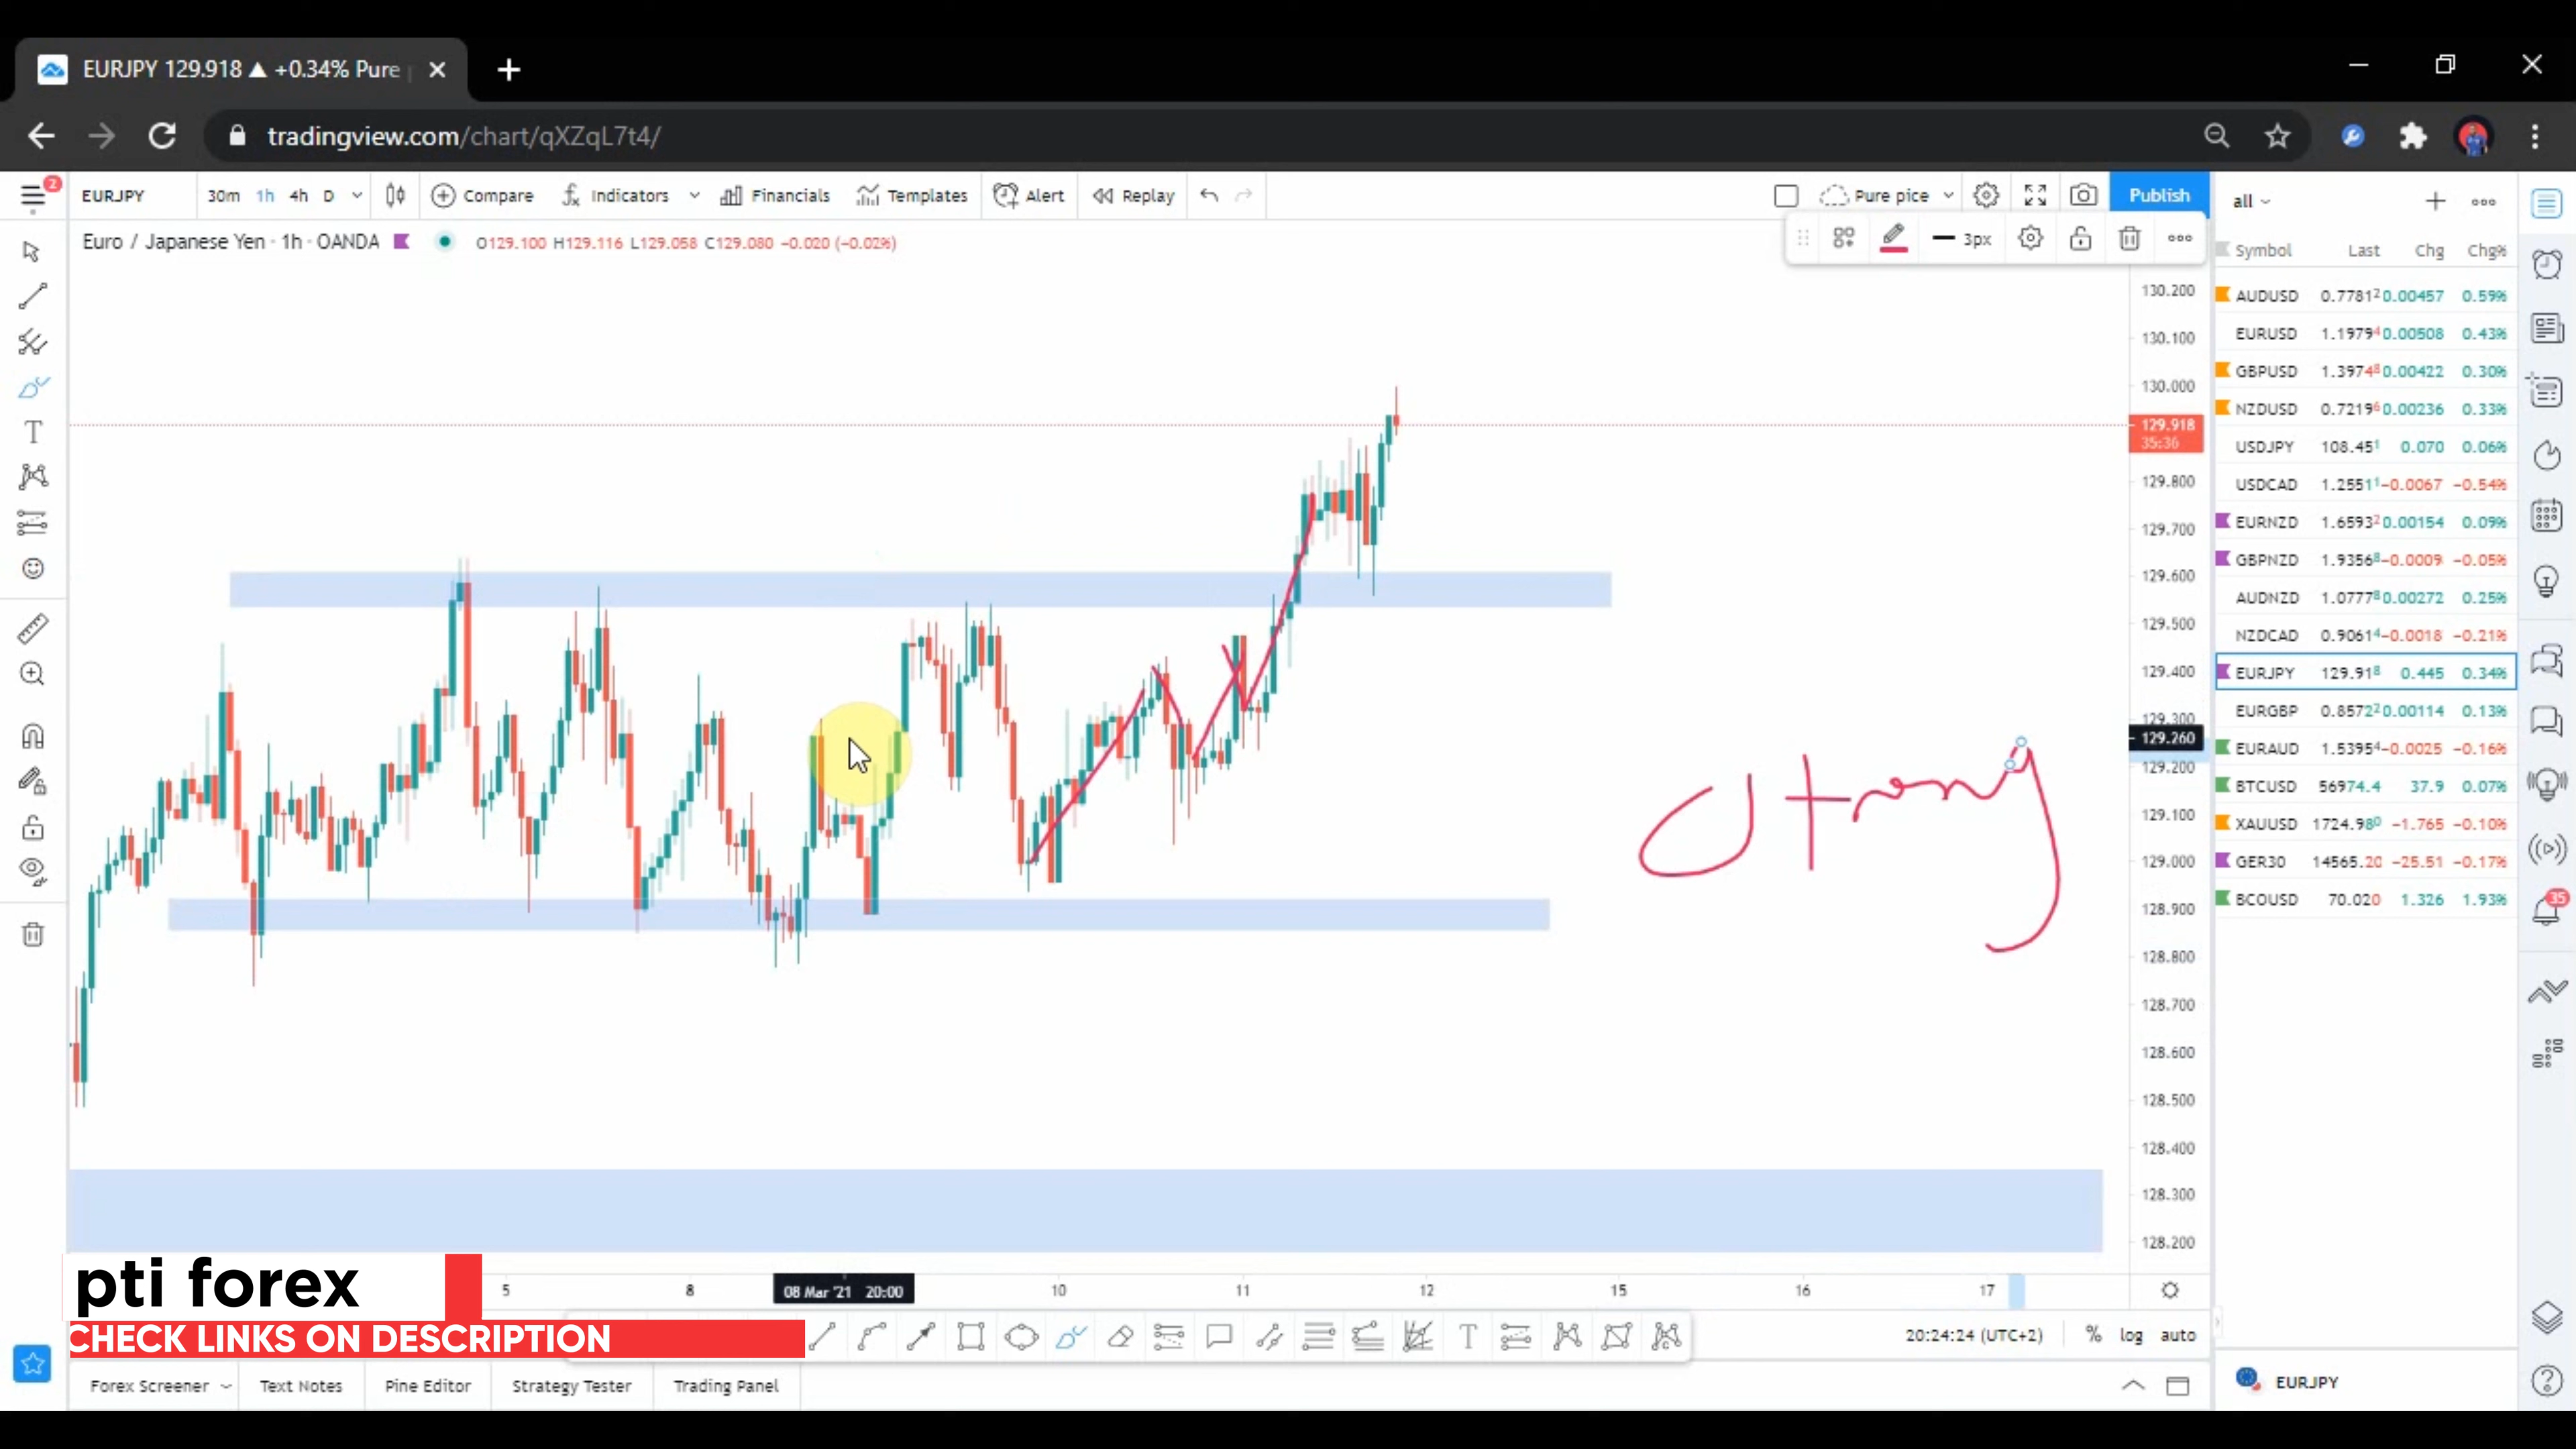 EURJPY 129.918 ▲ +0.34% Pure
tradingview.com/chart/qXZqL7t4/
2
EURJPY 30m 1h 4h D Compare Indicators Financials Templates Alert Replay Pure pice Publish
Euro / Japanese Yen · 1h · OANDA O129.100 H129.116 L129.058 C129.080 −0.020 (−0.02%)
3px
130.200
130.100
130.000
129.918
35:36
129.800
129.700
129.600
129.500
129.400
129.300
129.260
129.200
129.100
129.000
128.900
128.800
128.700
128.600
128.500
128.400
128.300
128.200
all
Symbol Last Chg Chg%
AUDUSD 0.7781² 0.00457 0.59%
EURUSD 1.1979⁴ 0.00508 0.43%
GBPUSD 1.3974⁸ 0.00422 0.30%
NZDUSD 0.7219⁶ 0.00236 0.33%
USDJPY 108.45¹ 0.070 0.06%
USDCAD 1.2551¹ −0.0067 −0.54%
EURNZD 1.6593² 0.00154 0.09%
GBPNZD 1.9356⁸ −0.0009 −0.05%
AUDNZD 1.0777⁸ 0.00272 0.25%
NZDCAD 0.9061⁴ −0.0018 −0.21%
EURJPY 129.91⁸ 0.445 0.34%
EURGBP 0.8572² 0.00114 0.13%
EURAUD 1.5395⁴ −0.0025 −0.16%
BTCUSD 56974.4 37.9 0.07%
XAUUSD 1724.98⁰ −1.765 −0.10%
GER30 14565.20 −25.51 −0.17%
BCOUSD 70.020 1.326 1.93%
35
5 8 08 Mar '21 20:00 10 11 12 15 16 17
pti forex
CHECK LINKS ON DESCRIPTION
20:24:24 (UTC+2) % log auto
Forex Screener Text Notes Pine Editor Strategy Tester Trading Panel
EURJPY